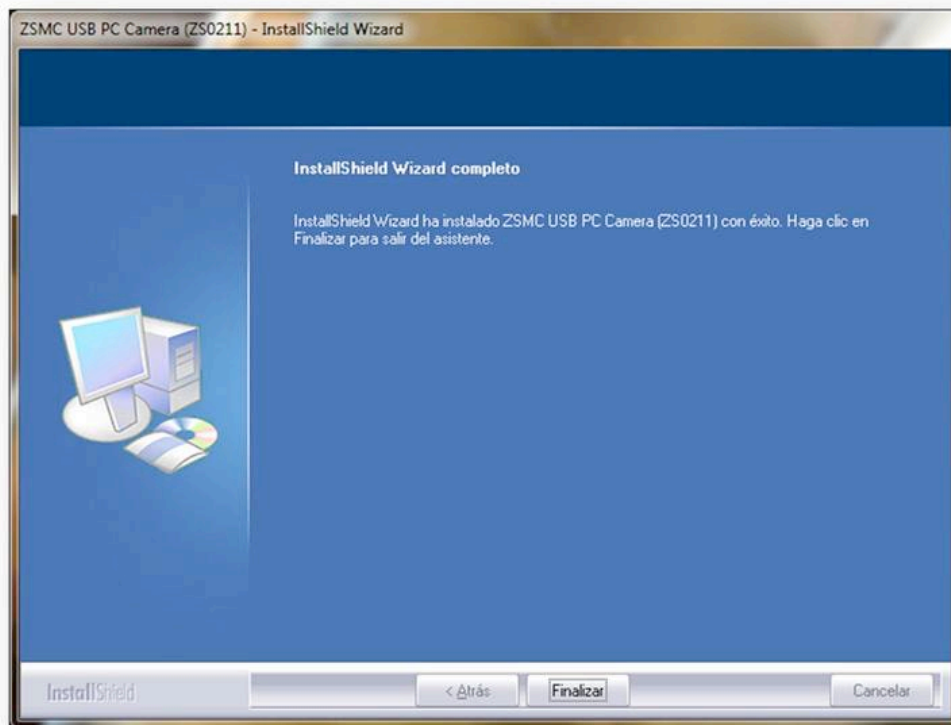 ZSMC USB PC Camera (ZS0211) - InstallShield Wizard
InstallShield Wizard completo
InstallShield Wizard ha instalado ZSMC USB PC Camera (ZS0211) con éxito. Haga clic en
Finalizar para salir del asistente.
InstallShield
< Atrás
Finalizar
Cancelar